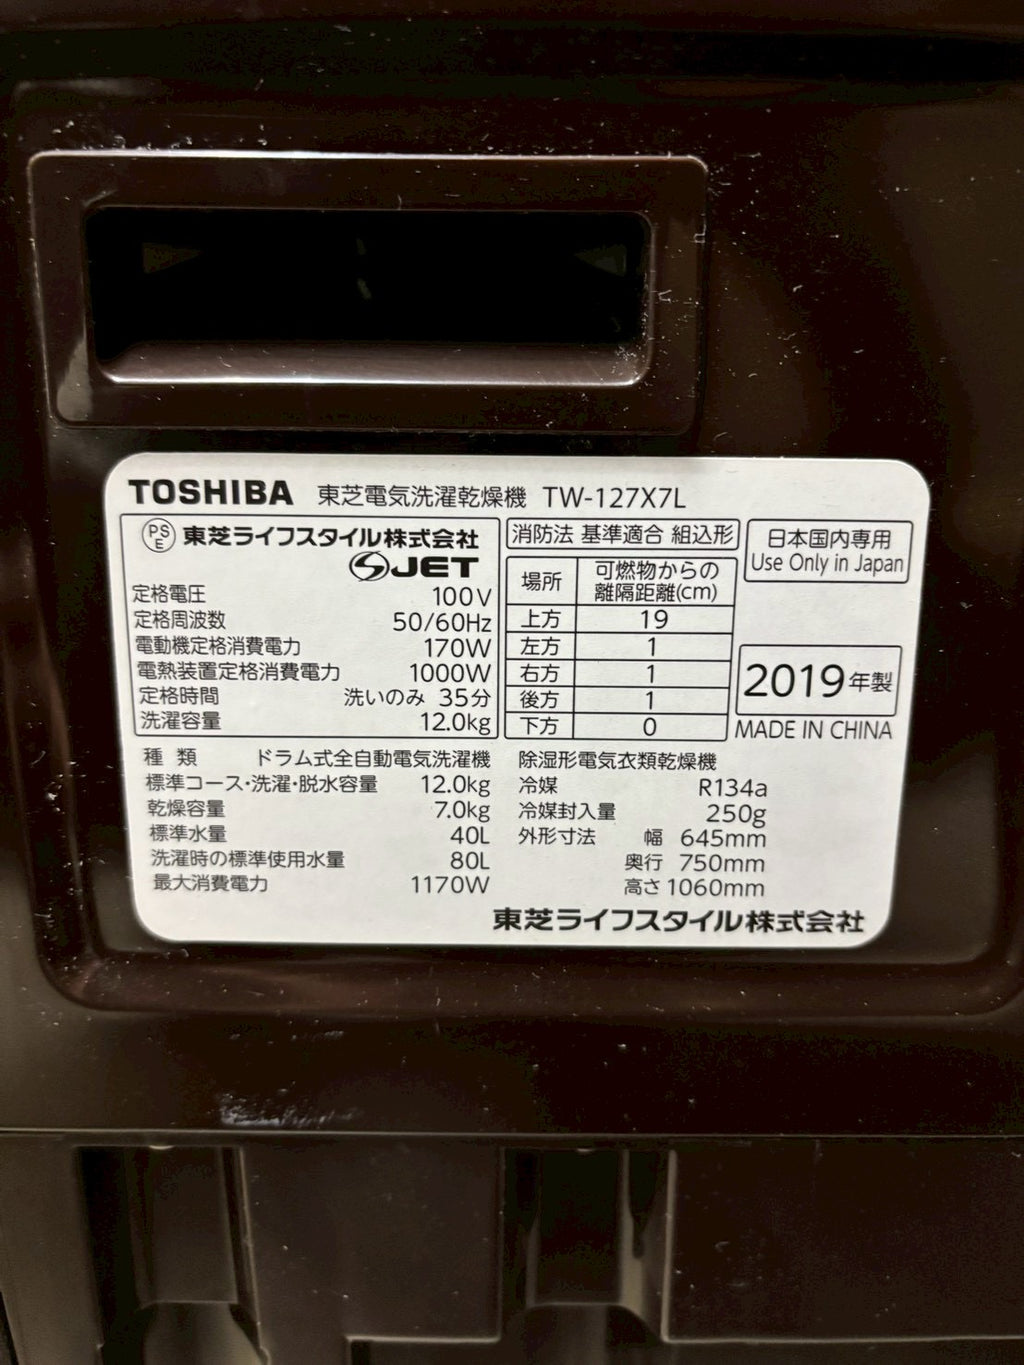 TOSHIBA 東芝電気洗濯乾燥機 TW-127X7L
PS
E
東芝ライフスタイル株式会社
SJET
定格電圧 100V
定格周波数 50/60Hz
電動機定格消費電力 170W
電熱装置定格消費電力 1000W
定格時間 洗いのみ 35分
洗濯容量 12.0kg
消防法 基準適合 組込形
場所 可燃物からの
離隔距離(cm)
上方 19
左方 1
右方 1
後方 1
下方 0
日本国内専用
Use Only in Japan
2019年製
MADE IN CHINA
種類 ドラム式全自動電気洗濯機
標準コース・洗濯・脱水容量 12.0kg
乾燥容量 7.0kg
標準水量 40L
洗濯時の標準使用水量 80L
最大消費電力 1170W
除湿形電気衣類乾燥機
冷媒 R134a
冷媒封入量 250g
外形寸法 幅 645mm
奥行 750mm
高さ 1060mm
東芝ライフスタイル株式会社